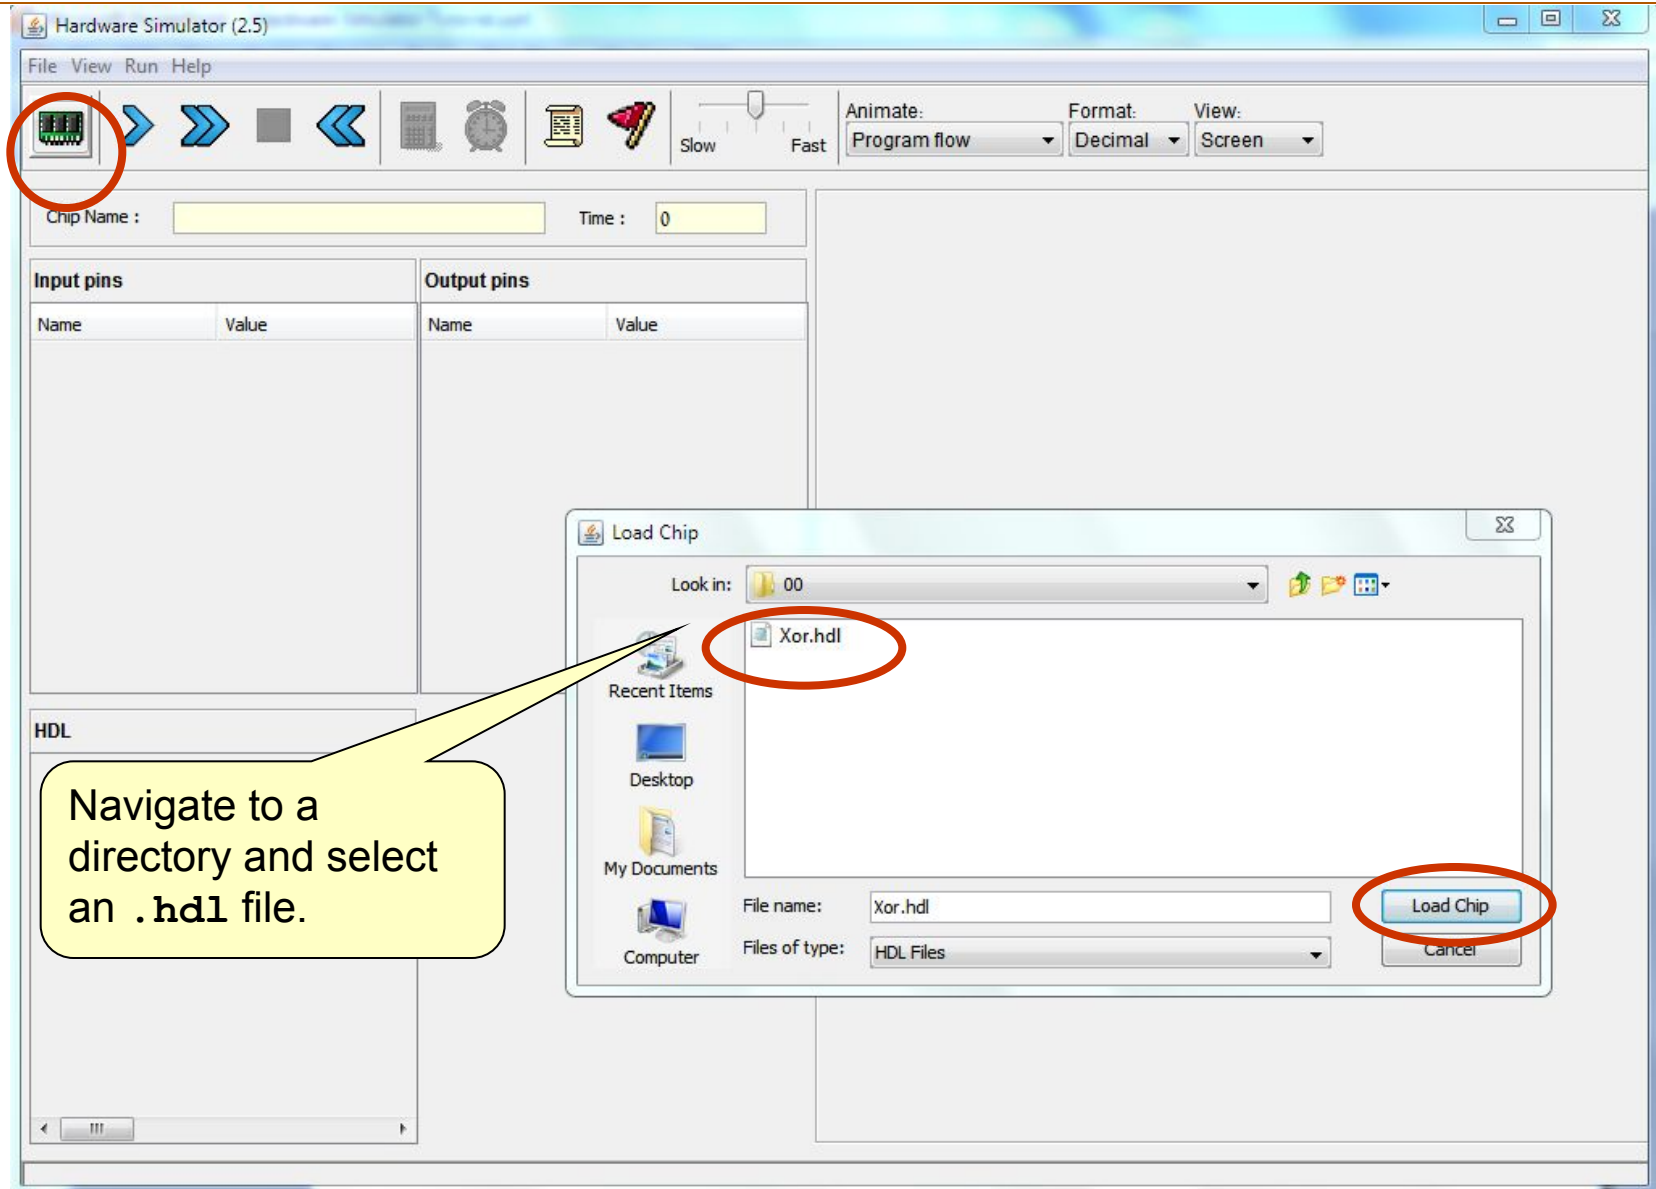 Hardware Simulator (2.5)
File View Run Help
Slow Fast
Animate:
Program flow
Format:
Decimal
View:
Screen
Chip Name :
Time : 0
Input pins
Name Value
Output pins
Name Value
HDL
Navigate to a
directory and select
an .hdl file.
Load Chip
Look in: 00
Xor.hdl
Recent Items
Desktop
My Documents
Computer
File name: Xor.hdl
Load Chip
Files of type: HDL Files
Cancel